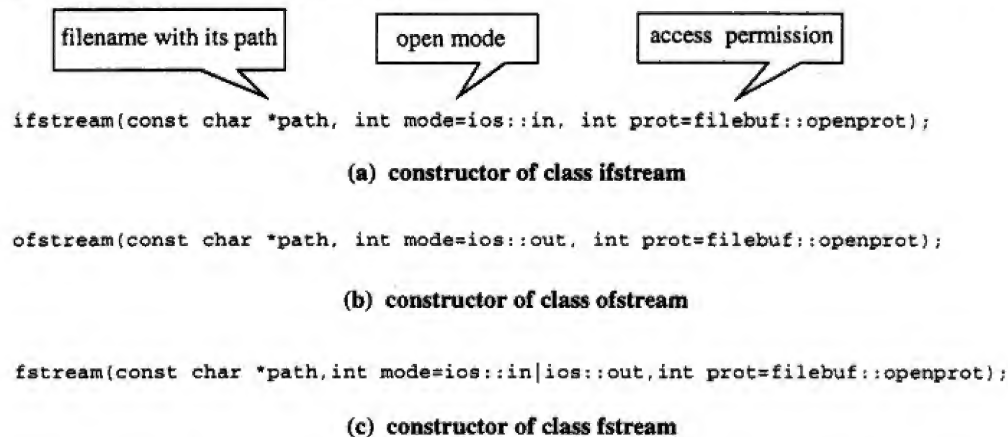 filename with its path
open mode
access permission
ifstream(const char *path, int mode=ios::in, int prot=filebuf::openprot);
(a) constructor of class ifstream
ofstream(const char *path, int mode=ios::out, int prot=filebuf::openprot);
(b) constructor of class ofstream
fstream(const char *path,int mode=ios::in|ios::out,int prot=filebuf::openprot);
(c) constructor of class fstream